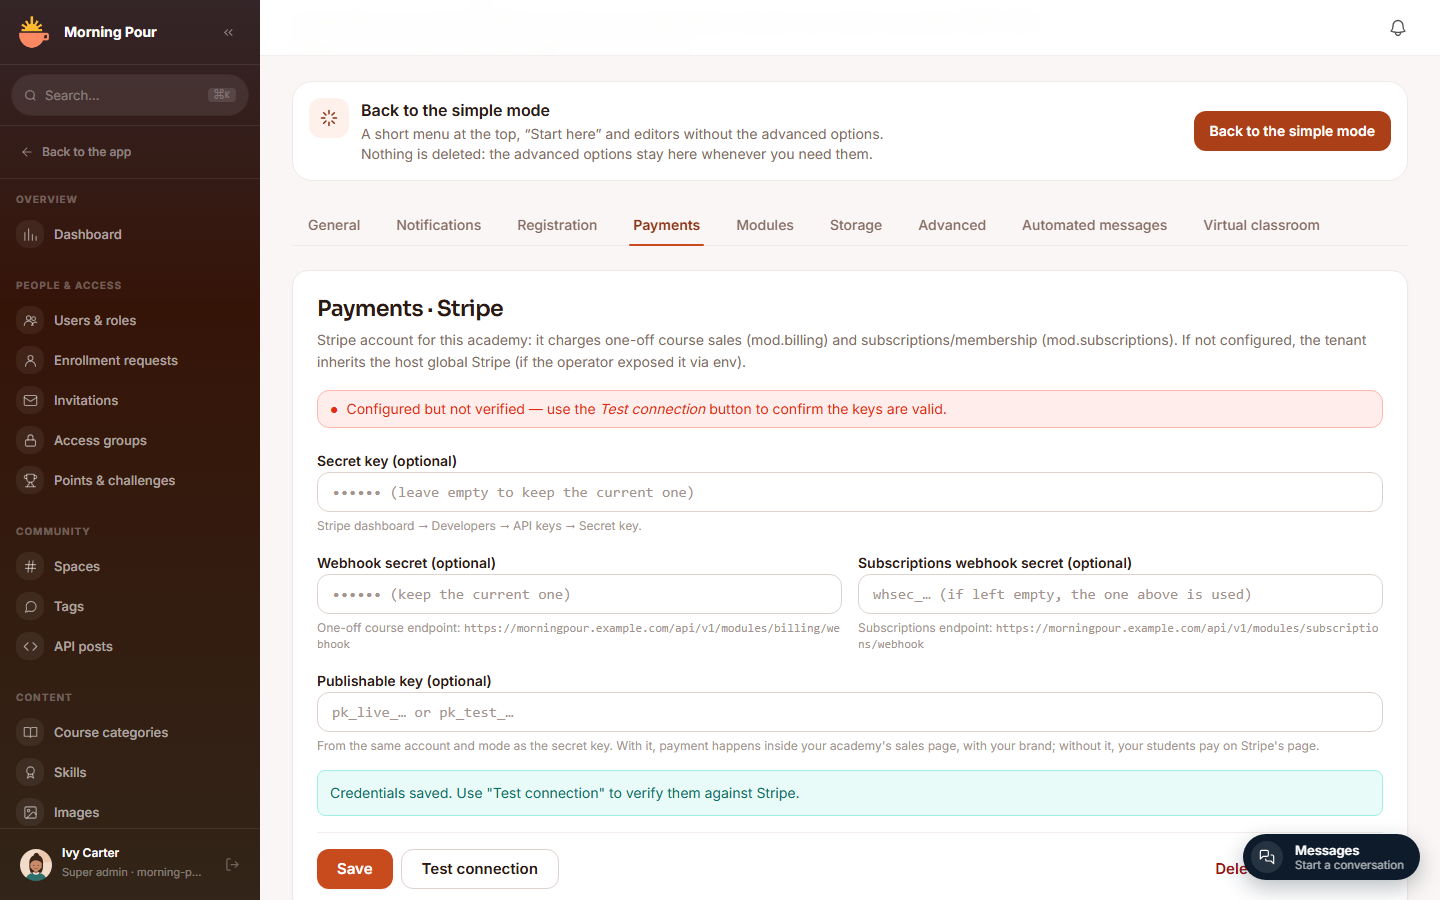 Morning Pour
Search...
⌘K
Back to the app
OVERVIEW
Dashboard
PEOPLE & ACCESS
Users & roles
Enrollment requests
Invitations
Access groups
Points & challenges
COMMUNITY
Spaces
Tags
API posts
CONTENT
Course categories
Skills
Images
Ivy Carter
Super admin · morning-p...
Back to the simple mode
A short menu at the top, “Start here” and editors without the advanced options.
Nothing is deleted: the advanced options stay here whenever you need them.
Back to the simple mode
General
Notifications
Registration
Payments
Modules
Storage
Advanced
Automated messages
Virtual classroom
Payments · Stripe
Stripe account for this academy: it charges one-off course sales (mod.billing) and subscriptions/membership (mod.subscriptions). If not configured, the tenant
inherits the host global Stripe (if the operator exposed it via env).
● Configured but not verified — use the Test connection button to confirm the keys are valid.
Secret key (optional)
•••••• (leave empty to keep the current one)
Stripe dashboard → Developers → API keys → Secret key.
Webhook secret (optional)
•••••• (keep the current one)
One-off course endpoint: https://morningpour.example.com/api/v1/modules/billing/we
bhook
Subscriptions webhook secret (optional)
whsec_… (if left empty, the one above is used)
Subscriptions endpoint: https://morningpour.example.com/api/v1/modules/subscriptio
ns/webhook
Publishable key (optional)
pk_live_… or pk_test_…
From the same account and mode as the secret key. With it, payment happens inside your academy's sales page, with your brand; without it, your students pay on Stripe's page.
Credentials saved. Use "Test connection" to verify them against Stripe.
Save
Test connection
Messages
Start a conversation